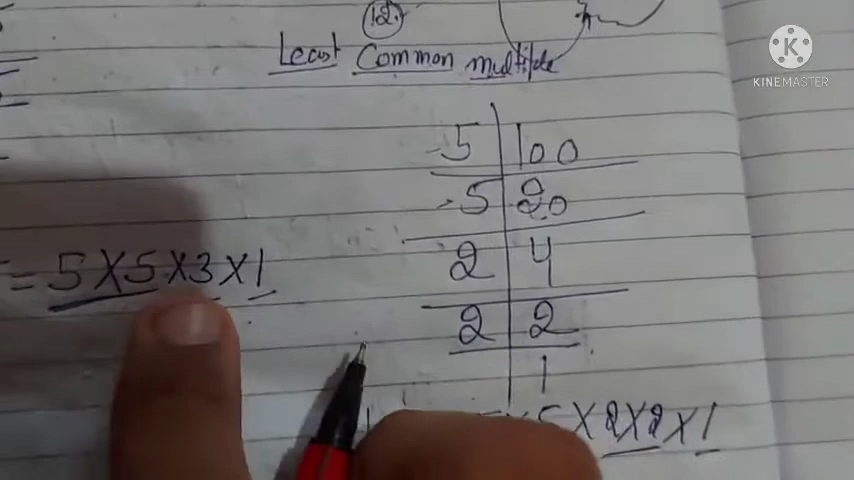 12.
Least Common multiple
K
KINEMASTER
5 | 100
5 | 20
2 | 4
2 | 2
1
= 5 X 5 X 3 X 1
X 5 X 2 X 2 X 1